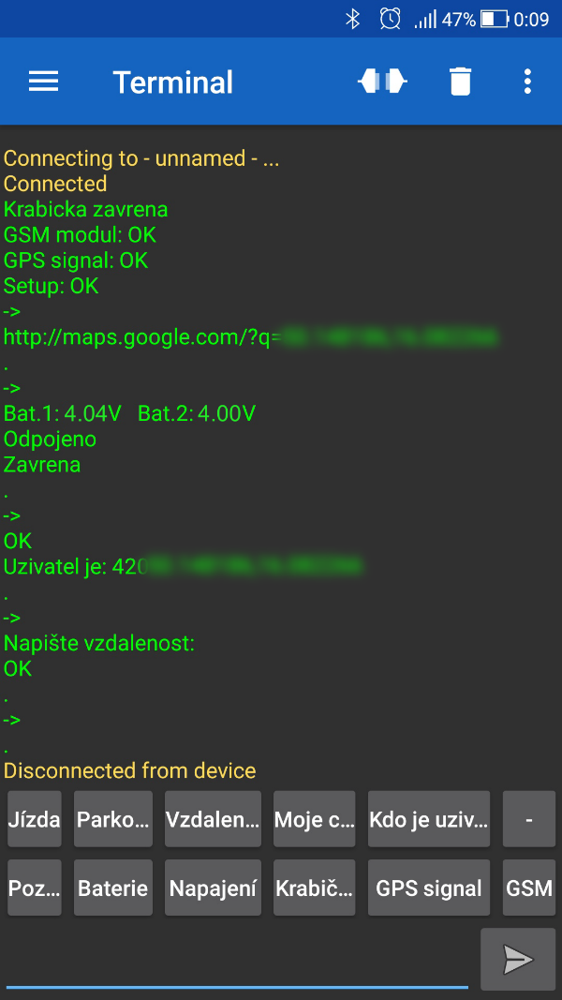 47% 0:09
Terminal
Connecting to - unnamed - ...
Connected
Krabicka zavrena
GSM modul: OK
GPS signal: OK
Setup: OK
->
http://maps.google.com/?q=
.
->
Bat.1: 4.04V Bat.2: 4.00V
Odpojeno
Zavrena
.
->
OK
Uzivatel je: 420
.
->
Napište vzdalenost:
OK
.
->
.
Disconnected from device
Jízda Parko... Vzdalen... Moje c... Kdo je uziv... -
Poz... Baterie Napajení Krabič... GPS signal GSM